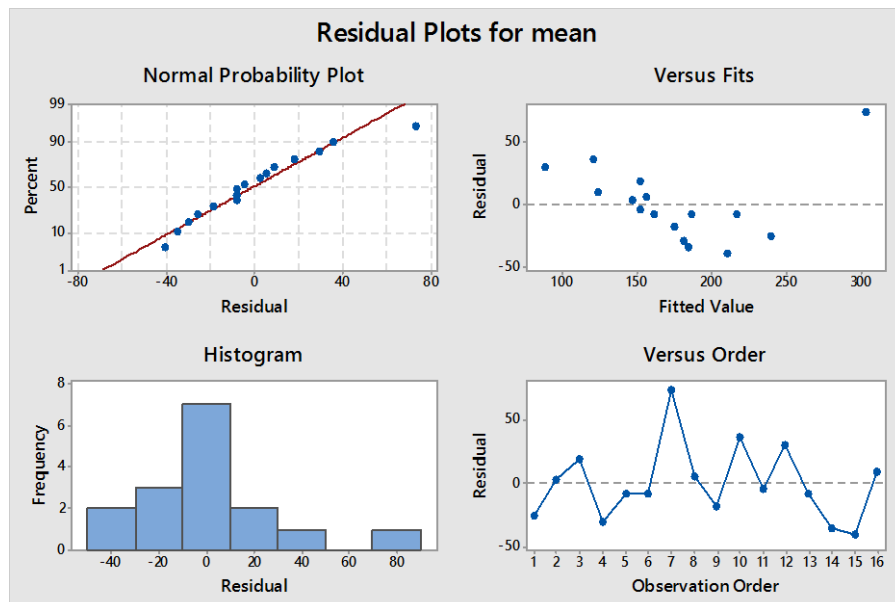 Residual Plots for mean
Normal Probability Plot
99
90
50
10
1
Percent
-80 -40 0 40 80
Residual
Versus Fits
50
0
-50
Residual
100 150 200 250 300
Fitted Value
Histogram
8
6
4
2
0
Frequency
-40 -20 0 20 40 60 80
Residual
Versus Order
50
0
-50
Residual
1 2 3 4 5 6 7 8 9 10 11 12 13 14 15 16
Observation Order